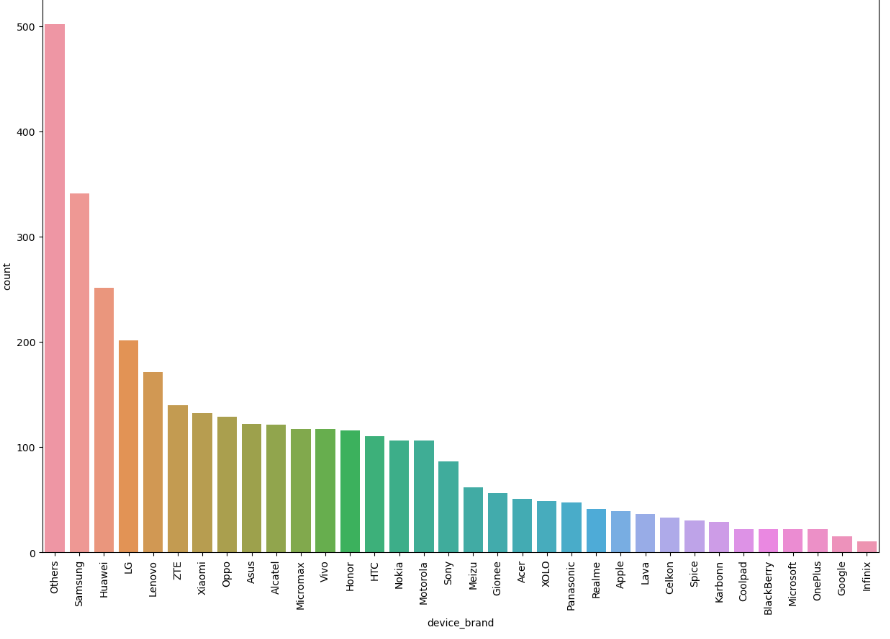 500
400
300
200
100
0
count
Others
Samsung
Huawei
LG
Lenovo
ZTE
Xiaomi
Oppo
Asus
Alcatel
Micromax
Vivo
Honor
HTC
Nokia
Motorola
Sony
Meizu
Gionee
Acer
XOLO
Panasonic
Realme
Apple
Lava
Celkon
Spice
Karbonn
Coolpad
BlackBerry
Microsoft
OnePlus
Google
Infinix
device_brand